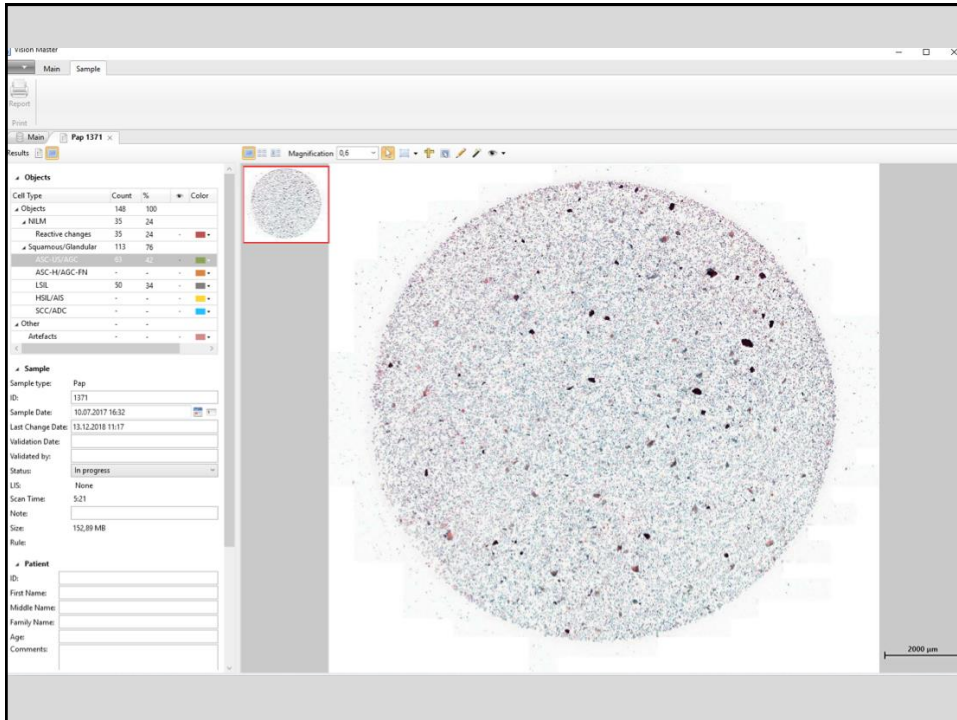 Vision Master
Main Sample
Report
Print
Main Pap 1371
Results Magnification 0,6
Objects
Cell Type Count % Color
Objects 148 100
NILM 35 24
Reactive changes 35 24 -
Squamous/Glandular 113 76
ASC-US/AGC 63 42 -
ASC-H/AGC-FN - - -
LSIL 50 34 -
HSIL/AIS - - -
SCC/ADC - - -
Other - -
Artefacts - - -
Sample
Sample type: Pap
ID: 1371
Sample Date: 10.07.2017 16:32
Last Change Date: 13.12.2018 11:17
Validation Date:
Validated by:
Status: In progress
LIS: None
Scan Time: 5:21
Note:
Size: 152,89 MB
Rule:
Patient
ID:
First Name:
Middle Name:
Family Name:
Age:
Comments:
2000 µm